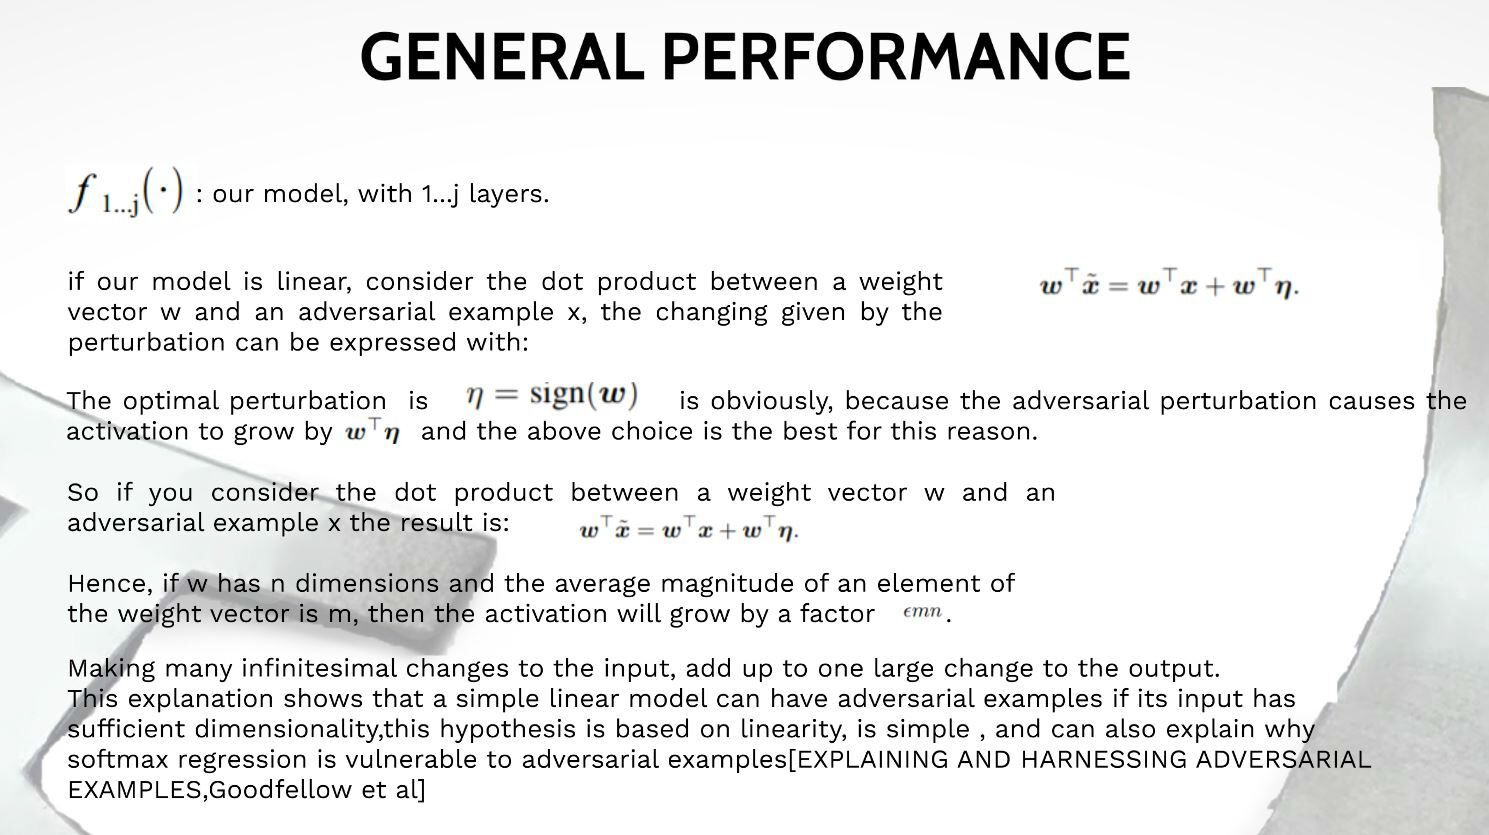 GENERAL PERFORMANCE
f 1...j(·) : our model, with 1...j layers.
if our model is linear, consider the dot product between a weight
vector w and an adversarial example x, the changing given by the
perturbation can be expressed with:
w⊤x̃ = w⊤x + w⊤η.
The optimal perturbation is η = sign(w) is obviously, because the adversarial perturbation causes the
activation to grow by w⊤η and the above choice is the best for this reason.
So if you consider the dot product between a weight vector w and an
adversarial example x the result is: w⊤x̃ = w⊤x + w⊤η.
Hence, if w has n dimensions and the average magnitude of an element of
the weight vector is m, then the activation will grow by a factor ϵmn .
Making many infinitesimal changes to the input, add up to one large change to the output.
This explanation shows that a simple linear model can have adversarial examples if its input has
sufficient dimensionality,this hypothesis is based on linearity, is simple , and can also explain why
softmax regression is vulnerable to adversarial examples[EXPLAINING AND HARNESSING ADVERSARIAL
EXAMPLES,Goodfellow et al]